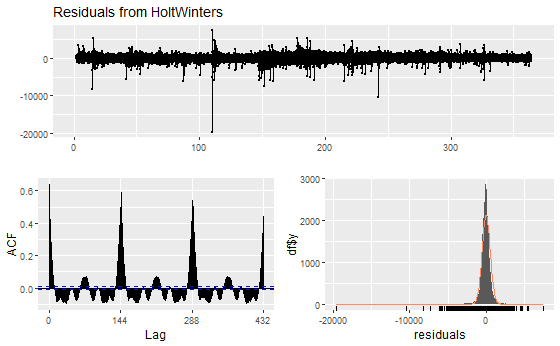 Residuals from HoltWinters
0
-10000
-20000
0 100 200 300
ACF
0.6
0.4
0.2
0.0
0 144 288 432
Lag
df$y
3000
2000
1000
0
-20000 -10000 0
residuals